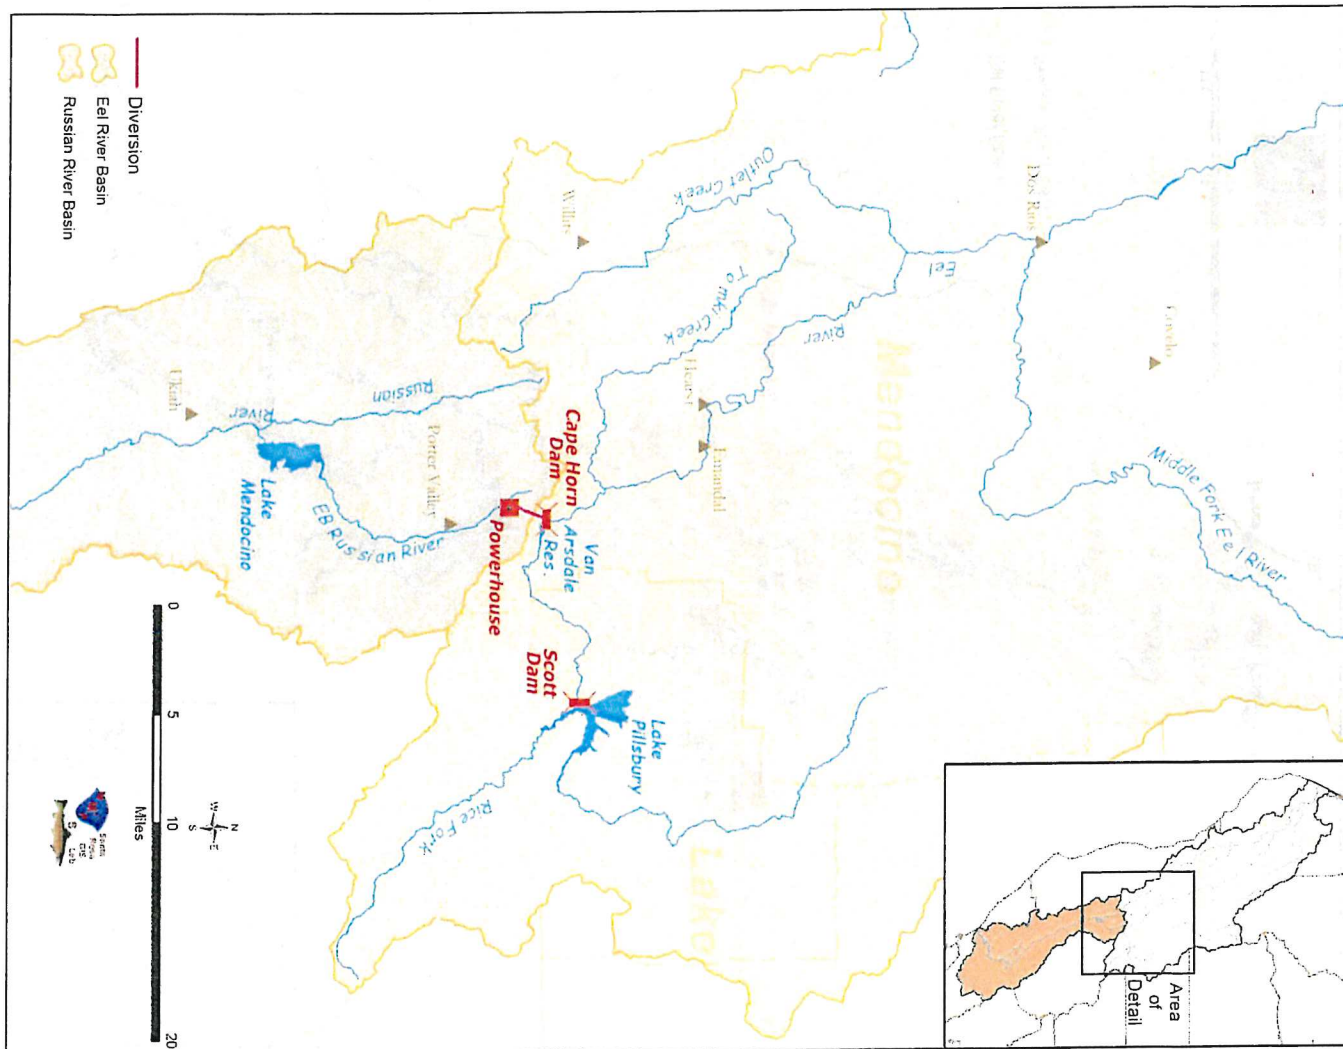 Diversion
Eel River Basin
Russian River Basin
Outlet Creek
Tomki Creek
Eel
River
Middle Fork Eel River
Dos Rios
Covelo
Willits
Hearst
Emandal
Mendocino
Lake
Cape Horn
Dam
Van
Arsdale
Res.
Powerhouse
Scott
Dam
Lake
Pillsbury
Rice Fork
Russian
River
Ukiah
Potter Valley
EB Russian River
Lake
Mendocino
0
5
10
20
Miles
N
W
E
S
Area
of
Detail